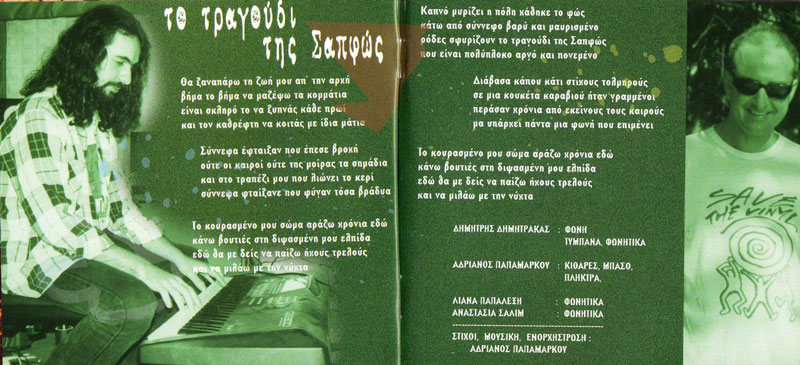 το τραγούδι
της Σαπφώς
Θα ξαναπάρω τη ζωή μου απ' την αρχή
βήμα το βήμα να μαζέψω τα κομμάτια
είναι σκληρό το να ξυπνάς κάθε πρωί
και τον καθρέφτη να κοιτάς με ίδια μάτια
Σύννεφα έφταιξαν που έπεσε βροχή
ούτε οι καιροί ούτε της μοίρας τα σημάδια
και στο τραπέζι μου που λιώνει το κερί
σύννεφα φταίξανε που φύγαν τόσα βράδυα
Το κουρασμένο μου σώμα αράζω χρόνια εδώ
κάνω βουτιές στη διψασμένη μου ελπίδα
εδώ θα με δεις να παίζω ήχους τρελούς
και να μιλάω με την νύχτα
Καπνό μυρίζει η πόλη χάθηκε το φώς
κάτω από σύννεφο βαρύ και μαυρισμένο
ρόδες σφυρίζουν το τραγούδι της Σαπφώς
που είναι πολύπλοκο αργό και πονεμένο
Διάβασα κάπου κάτι στίχους τολμηρούς
σε μια κουκέτα καραβιού ήταν γραμμένοι
περάσαν χρόνια από εκείνους τους καιρούς
μα υπάρχει πάντα μια φωνή που επιμένει
Το κουρασμένο μου σώμα αράζω χρόνια εδώ
κάνω βουτιές στη διψασμένη μου ελπίδα
εδώ θα με δεις να παίζω ήχους τρελούς
και να μιλάω με την νύχτα
ΔΗΜΗΤΡΗΣ ΔΗΜΗΤΡΑΚΑΣ : ΦΩΝΗ
ΤΥΜΠΑΝΑ, ΦΩΝΗΤΙΚΑ
ΑΔΡΙΑΝΟΣ ΠΑΠΑΜΑΡΚΟΥ : ΚΙΘΑΡΕΣ, ΜΠΑΣΟ,
ΠΛΗΚΤΡΑ,
ΛΙΑΝΑ ΠΑΠΑΛΕΞΗ : ΦΩΝΗΤΙΚΑ
ΑΝΑΣΤΑΣΙΑ ΣΑΛΙΜ : ΦΩΝΗΤΙΚΑ
ΣΤΙΧΟΙ, ΜΟΥΣΙΚΗ, ΕΝΟΡΧΗΣΤΡΩΣΗ :
ΑΔΡΙΑΝΟΣ ΠΑΠΑΜΑΡΚΟΥ
SAVE
THE VINYL